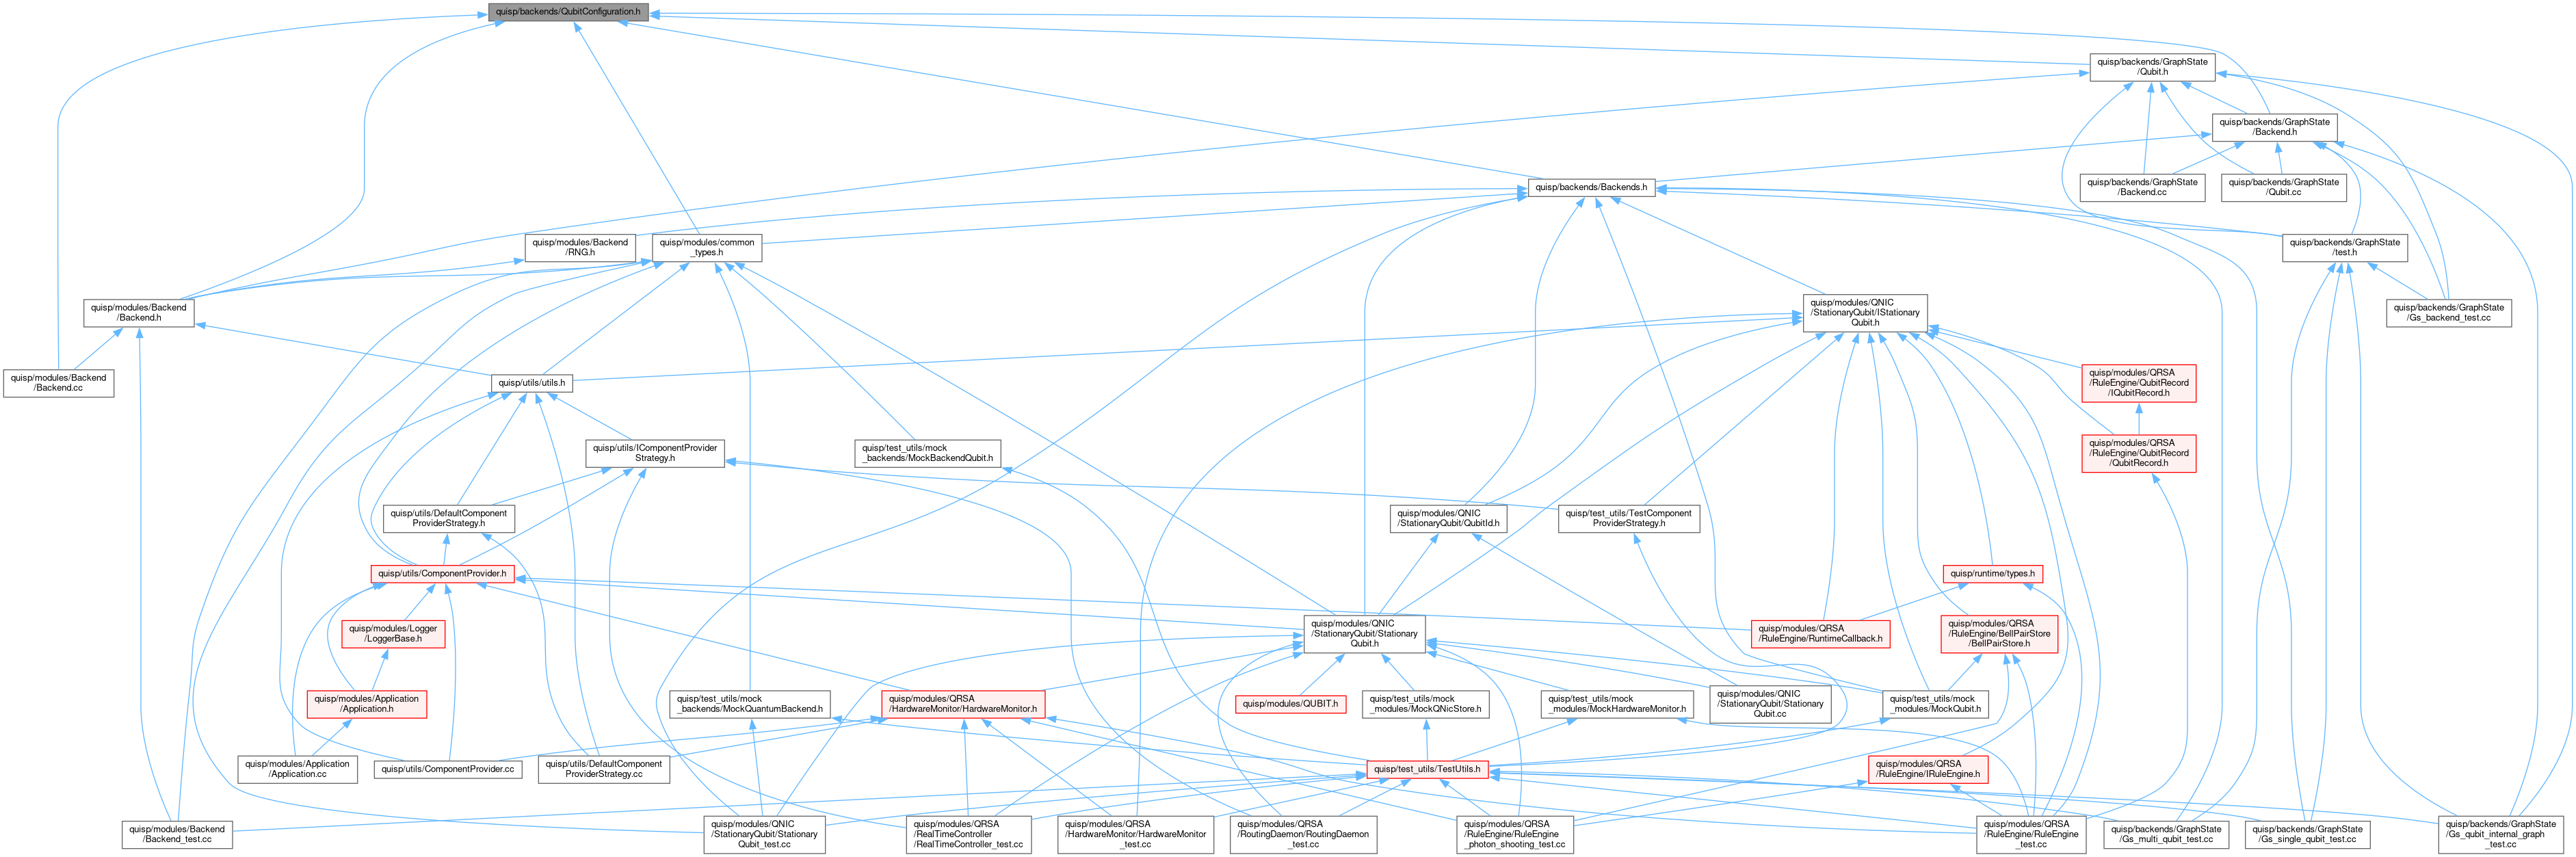 quisp/backends/QubitConfiguration.h
quisp/backends/GraphState
/Qubit.h
quisp/backends/GraphState
/Backend.h
quisp/backends/Backends.h
quisp/backends/GraphState
/Backend.cc
quisp/backends/GraphState
/Qubit.cc
quisp/modules/Backend
/RNG.h
quisp/modules/common
_types.h
quisp/backends/GraphState
/test.h
quisp/modules/Backend
/Backend.h
quisp/modules/QNIC
/StationaryQubit/IStationary
Qubit.h
quisp/backends/GraphState
/Gs_backend_test.cc
quisp/modules/Backend
/Backend.cc
quisp/utils/utils.h
quisp/modules/QRSA
/RuleEngine/QubitRecord
/IQubitRecord.h
quisp/utils/IComponentProvider
Strategy.h
quisp/test_utils/mock
_backends/MockBackendQubit.h
quisp/modules/QRSA
/RuleEngine/QubitRecord
/QubitRecord.h
quisp/utils/DefaultComponent
ProviderStrategy.h
quisp/test_utils/TestComponent
ProviderStrategy.h
quisp/modules/QNIC
/StationaryQubit/QubitId.h
quisp/utils/ComponentProvider.h
quisp/runtime/types.h
quisp/modules/Logger
/LoggerBase.h
quisp/modules/QNIC
/StationaryQubit/Stationary
Qubit.h
quisp/modules/QRSA
/RuleEngine/RuntimeCallback.h
quisp/modules/QRSA
/RuleEngine/BellPairStore
/BellPairStore.h
quisp/modules/Application
/Application.h
quisp/test_utils/mock
_backends/MockQuantumBackend.h
quisp/modules/QRSA
/HardwareMonitor/HardwareMonitor.h
quisp/modules/QUBIT.h
quisp/test_utils/mock
_modules/MockQNicStore.h
quisp/test_utils/mock
_modules/MockHardwareMonitor.h
quisp/modules/QNIC
/StationaryQubit/Stationary
Qubit.cc
quisp/test_utils/mock
_modules/MockQubit.h
quisp/modules/Application
/Application.cc
quisp/utils/ComponentProvider.cc
quisp/utils/DefaultComponent
ProviderStrategy.cc
quisp/test_utils/TestUtils.h
quisp/modules/QRSA
/RuleEngine/IRuleEngine.h
quisp/modules/Backend
/Backend_test.cc
quisp/modules/QNIC
/StationaryQubit/Stationary
Qubit_test.cc
quisp/modules/QRSA
/RealTimeController
/RealTimeController_test.cc
quisp/modules/QRSA
/HardwareMonitor/HardwareMonitor
_test.cc
quisp/modules/QRSA
/RoutingDaemon/RoutingDaemon
_test.cc
quisp/modules/QRSA
/RuleEngine/RuleEngine
_photon_shooting_test.cc
quisp/modules/QRSA
/RuleEngine/RuleEngine
_test.cc
quisp/backends/GraphState
/Gs_multi_qubit_test.cc
quisp/backends/GraphState
/Gs_single_qubit_test.cc
quisp/backends/GraphState
/Gs_qubit_internal_graph
_test.cc